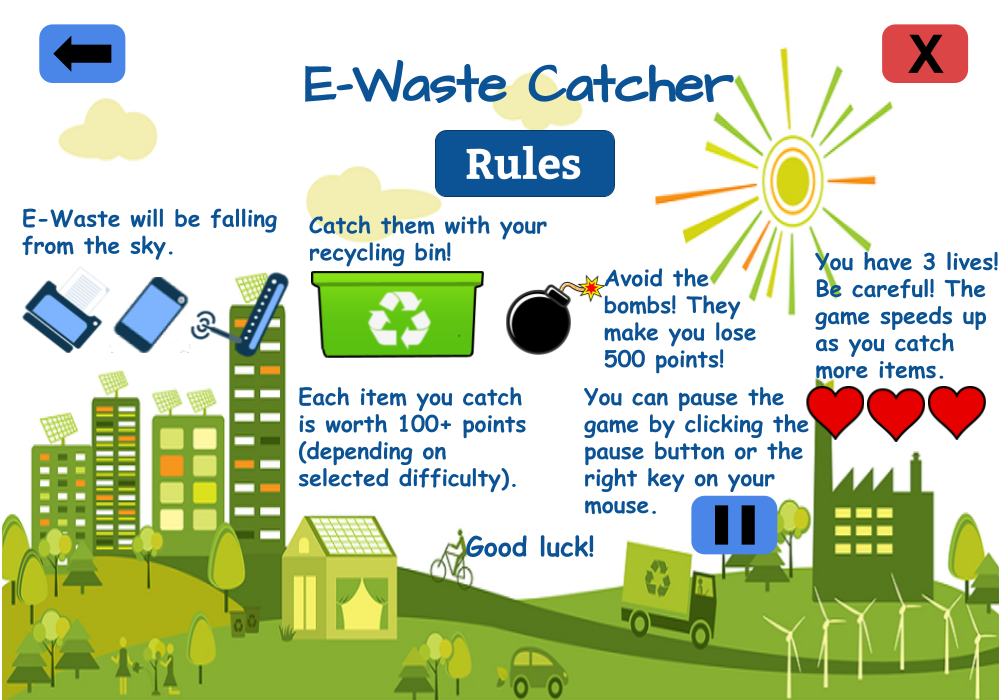 X
E-Waste Catcher
Rules
E-Waste will be falling
from the sky.
Catch them with your
recycling bin!
Avoid the
bombs! They
make you lose
500 points!
You have 3 lives!
Be careful! The
game speeds up
as you catch
more items.
Each item you catch
is worth 100+ points
(depending on
selected difficulty).
You can pause the
game by clicking the
pause button or the
right key on your
mouse.
Good luck!